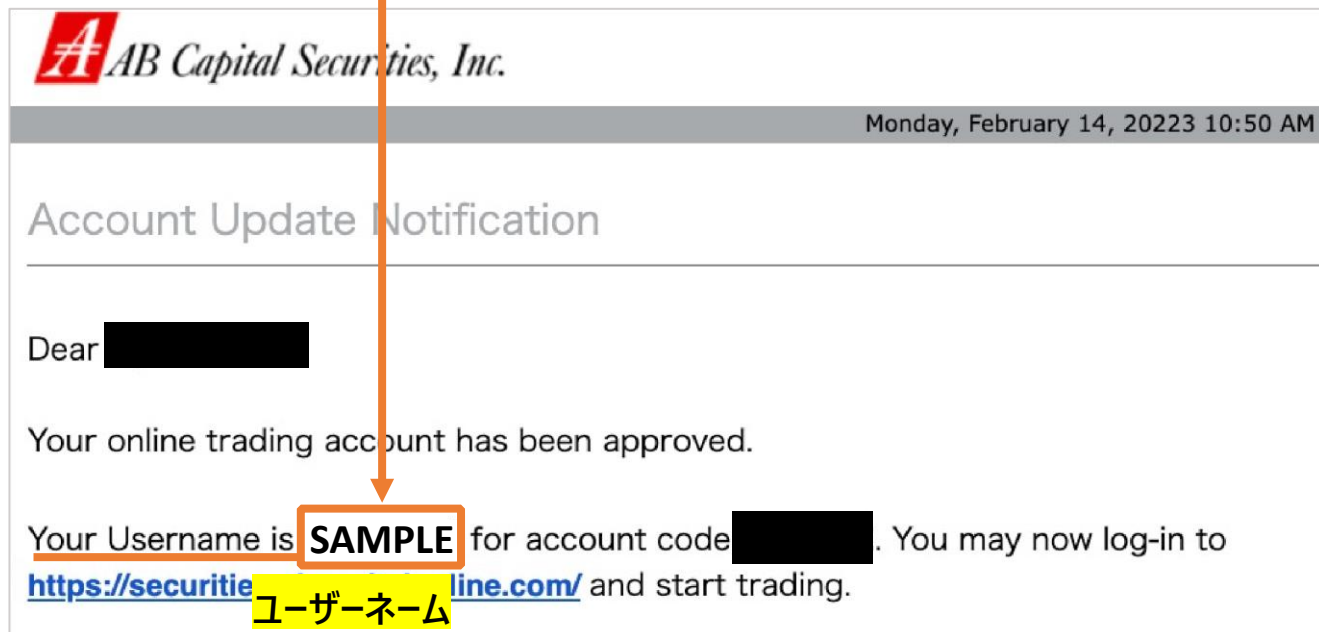 AB Capital Securities, Inc.
Monday, February 14, 20223 10:50 AM
Account Update Notification
Dear
Your online trading account has been approved.
Your Username is SAMPLE for account code . You may now log-in to
https://securitie line.com/ and start trading.
ユーザーネーム